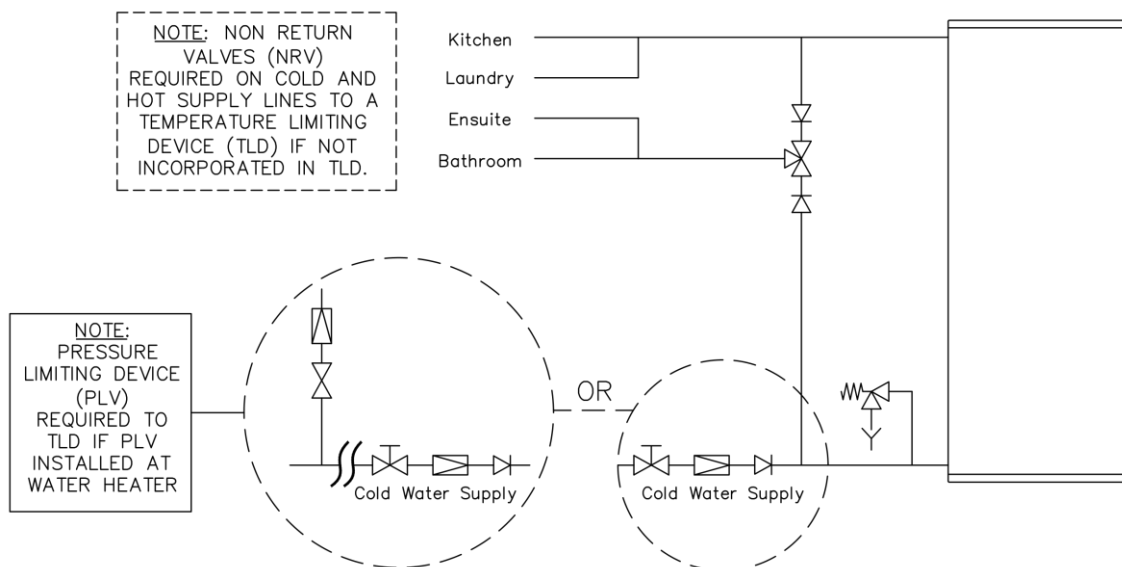 NOTE: NON RETURN
VALVES (NRV)
REQUIRED ON COLD AND
HOT SUPPLY LINES TO A
TEMPERATURE LIMITING
DEVICE (TLD) IF NOT
INCORPORATED IN TLD.
Kitchen
Laundry
Ensuite
Bathroom
NOTE:
PRESSURE
LIMITING DEVICE
(PLV)
REQUIRED TO
TLD IF PLV
INSTALLED AT
WATER HEATER
OR
Cold Water Supply
Cold Water Supply